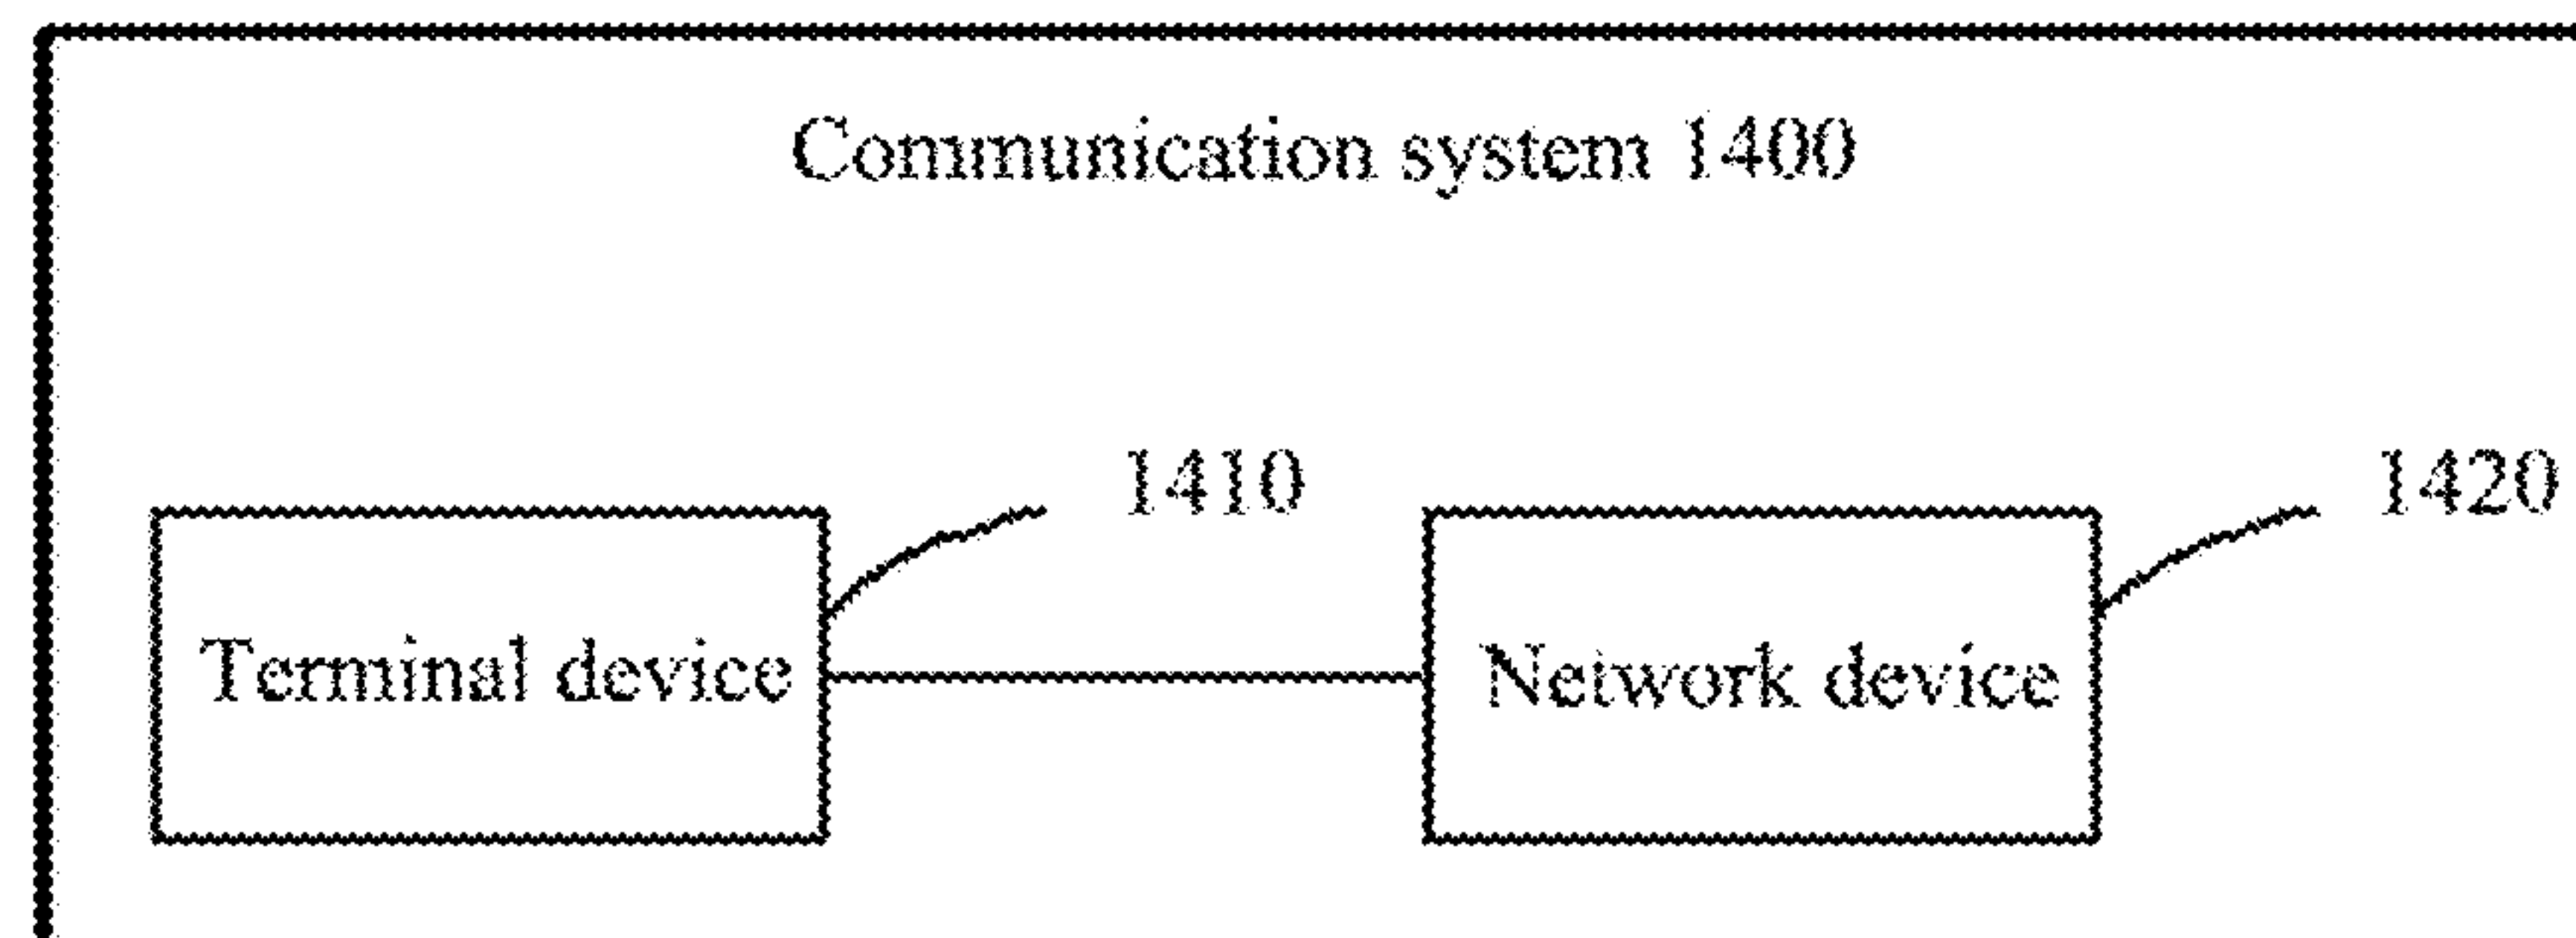 Communication system 1400
1410
1420
Terminal device
Network device